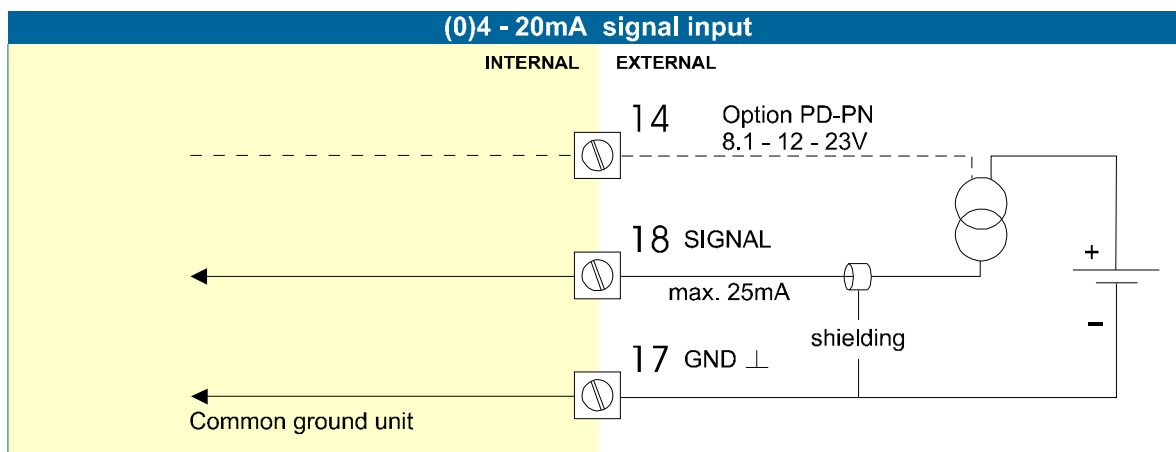 (0)4 - 20mA signal input
INTERNAL EXTERNAL
14 Option PD-PN
8.1 - 12 - 23V
18 SIGNAL
max. 25mA
+
-
shielding
17 GND ⊥
Common ground unit